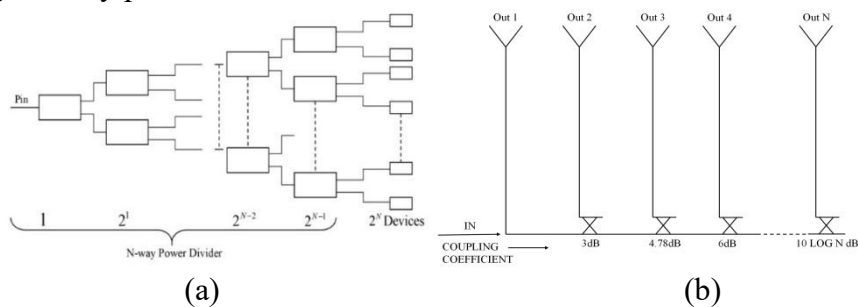 Pin
1
2^1
2^{N-2}
2^{N-1}
2^N Devices
N-way Power Divider
(a)
Out 1
Out 2
Out 3
Out 4
Out N
IN
COUPLING
COEFFICIENT
3dB
4.78dB
6dB
10 LOG N dB
(b)